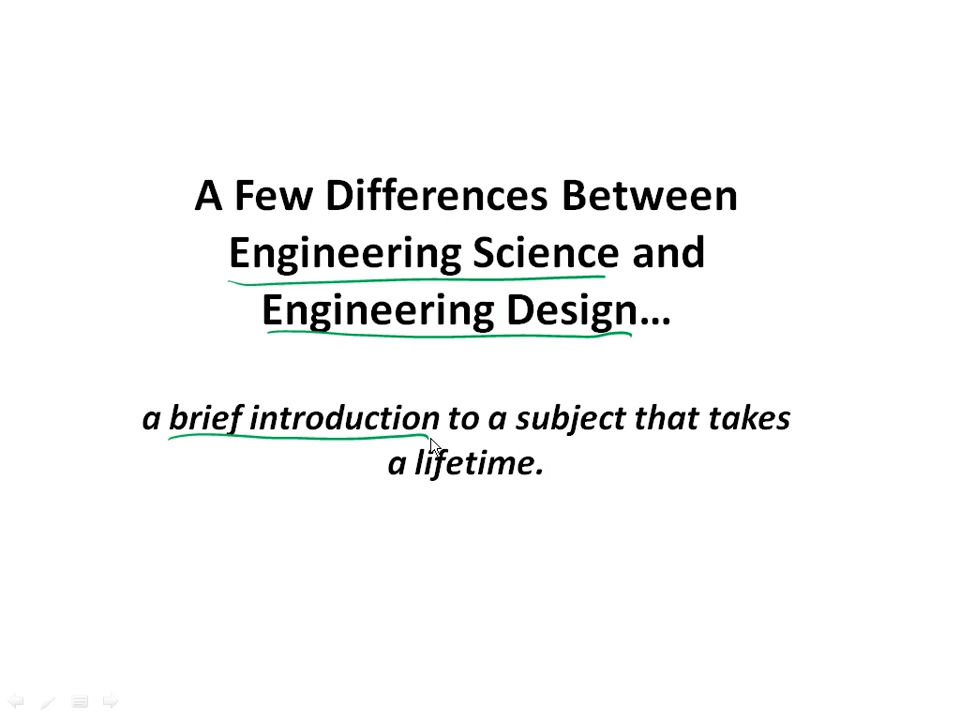 A Few Differences Between
Engineering Science and
Engineering Design...
a brief introduction to a subject that takes
a lifetime.